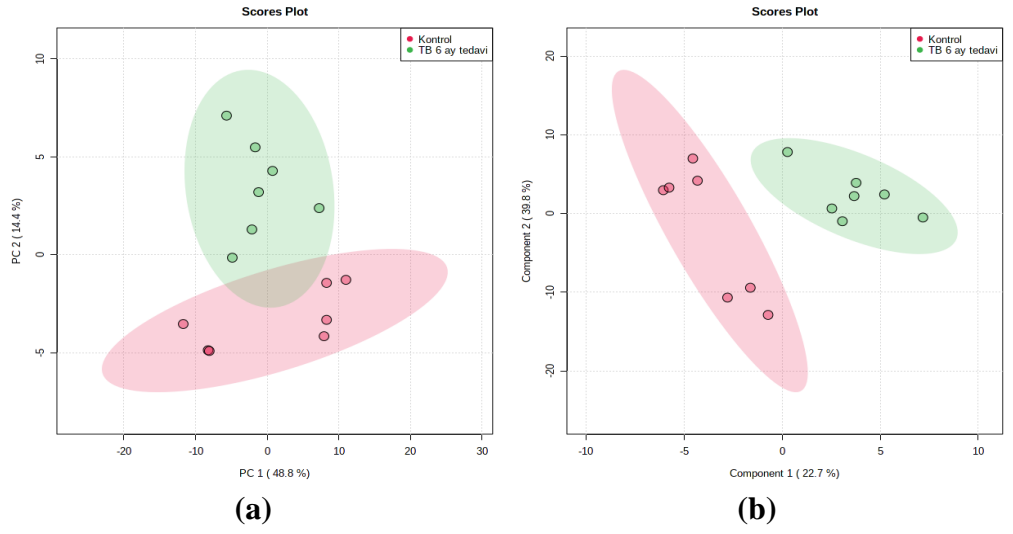 Scores Plot
Kontrol
TB 6 ay tedavi
PC 2 ( 14.4 %)
10
5
0
-5
-20
-10
0
10
20
30
PC 1 ( 48.8 %)
(a)
Scores Plot
Kontrol
TB 6 ay tedavi
Component 2 ( 39.8 %)
20
10
0
-10
-20
-10
-5
0
5
10
Component 1 ( 22.7 %)
(b)